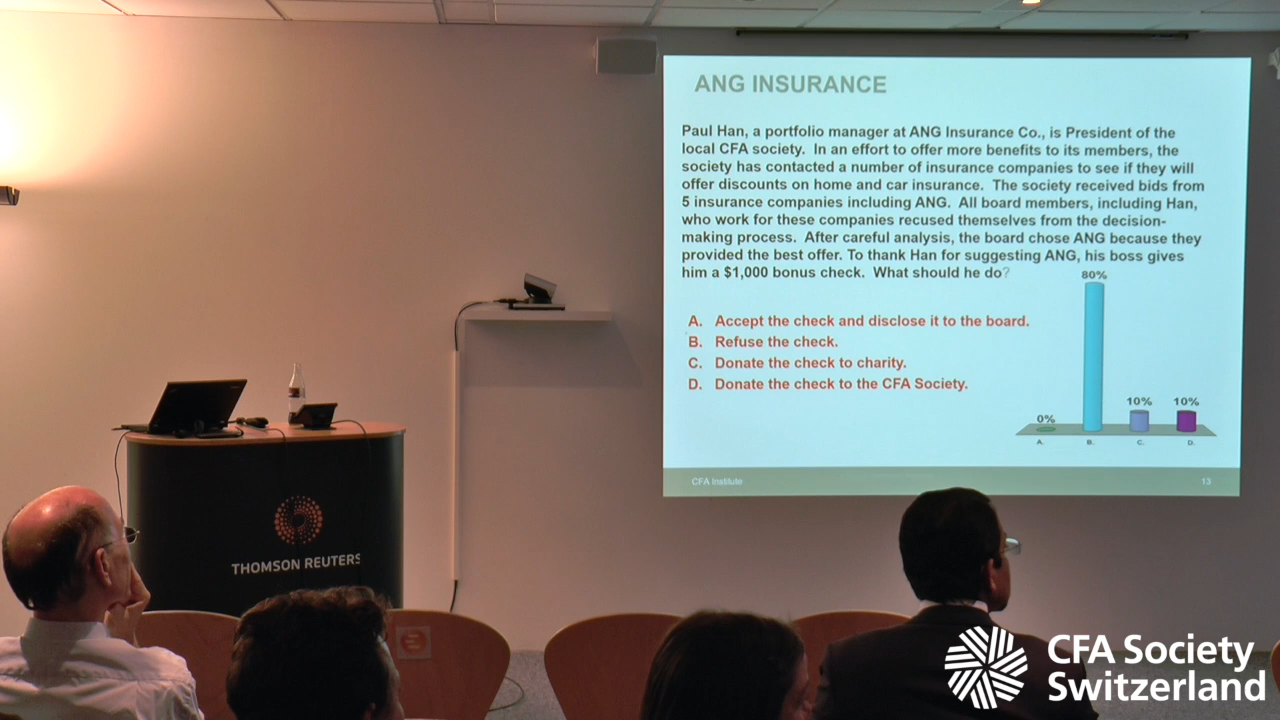 ANG INSURANCE
Paul Han, a portfolio manager at ANG Insurance Co., is President of the
local CFA society. In an effort to offer more benefits to its members, the
society has contacted a number of insurance companies to see if they will
offer discounts on home and car insurance. The society received bids from
5 insurance companies including ANG. All board members, including Han,
who work for these companies recused themselves from the decision-
making process. After careful analysis, the board chose ANG because they
provided the best offer. To thank Han for suggesting ANG, his boss gives
him a $1,000 bonus check. What should he do?
A. Accept the check and disclose it to the board.
B. Refuse the check.
C. Donate the check to charity.
D. Donate the check to the CFA Society.
80%
0%
10%
10%
A.
B.
C.
D.
CFA Institute
13
THOMSON REUTERS
CFA Society
Switzerland